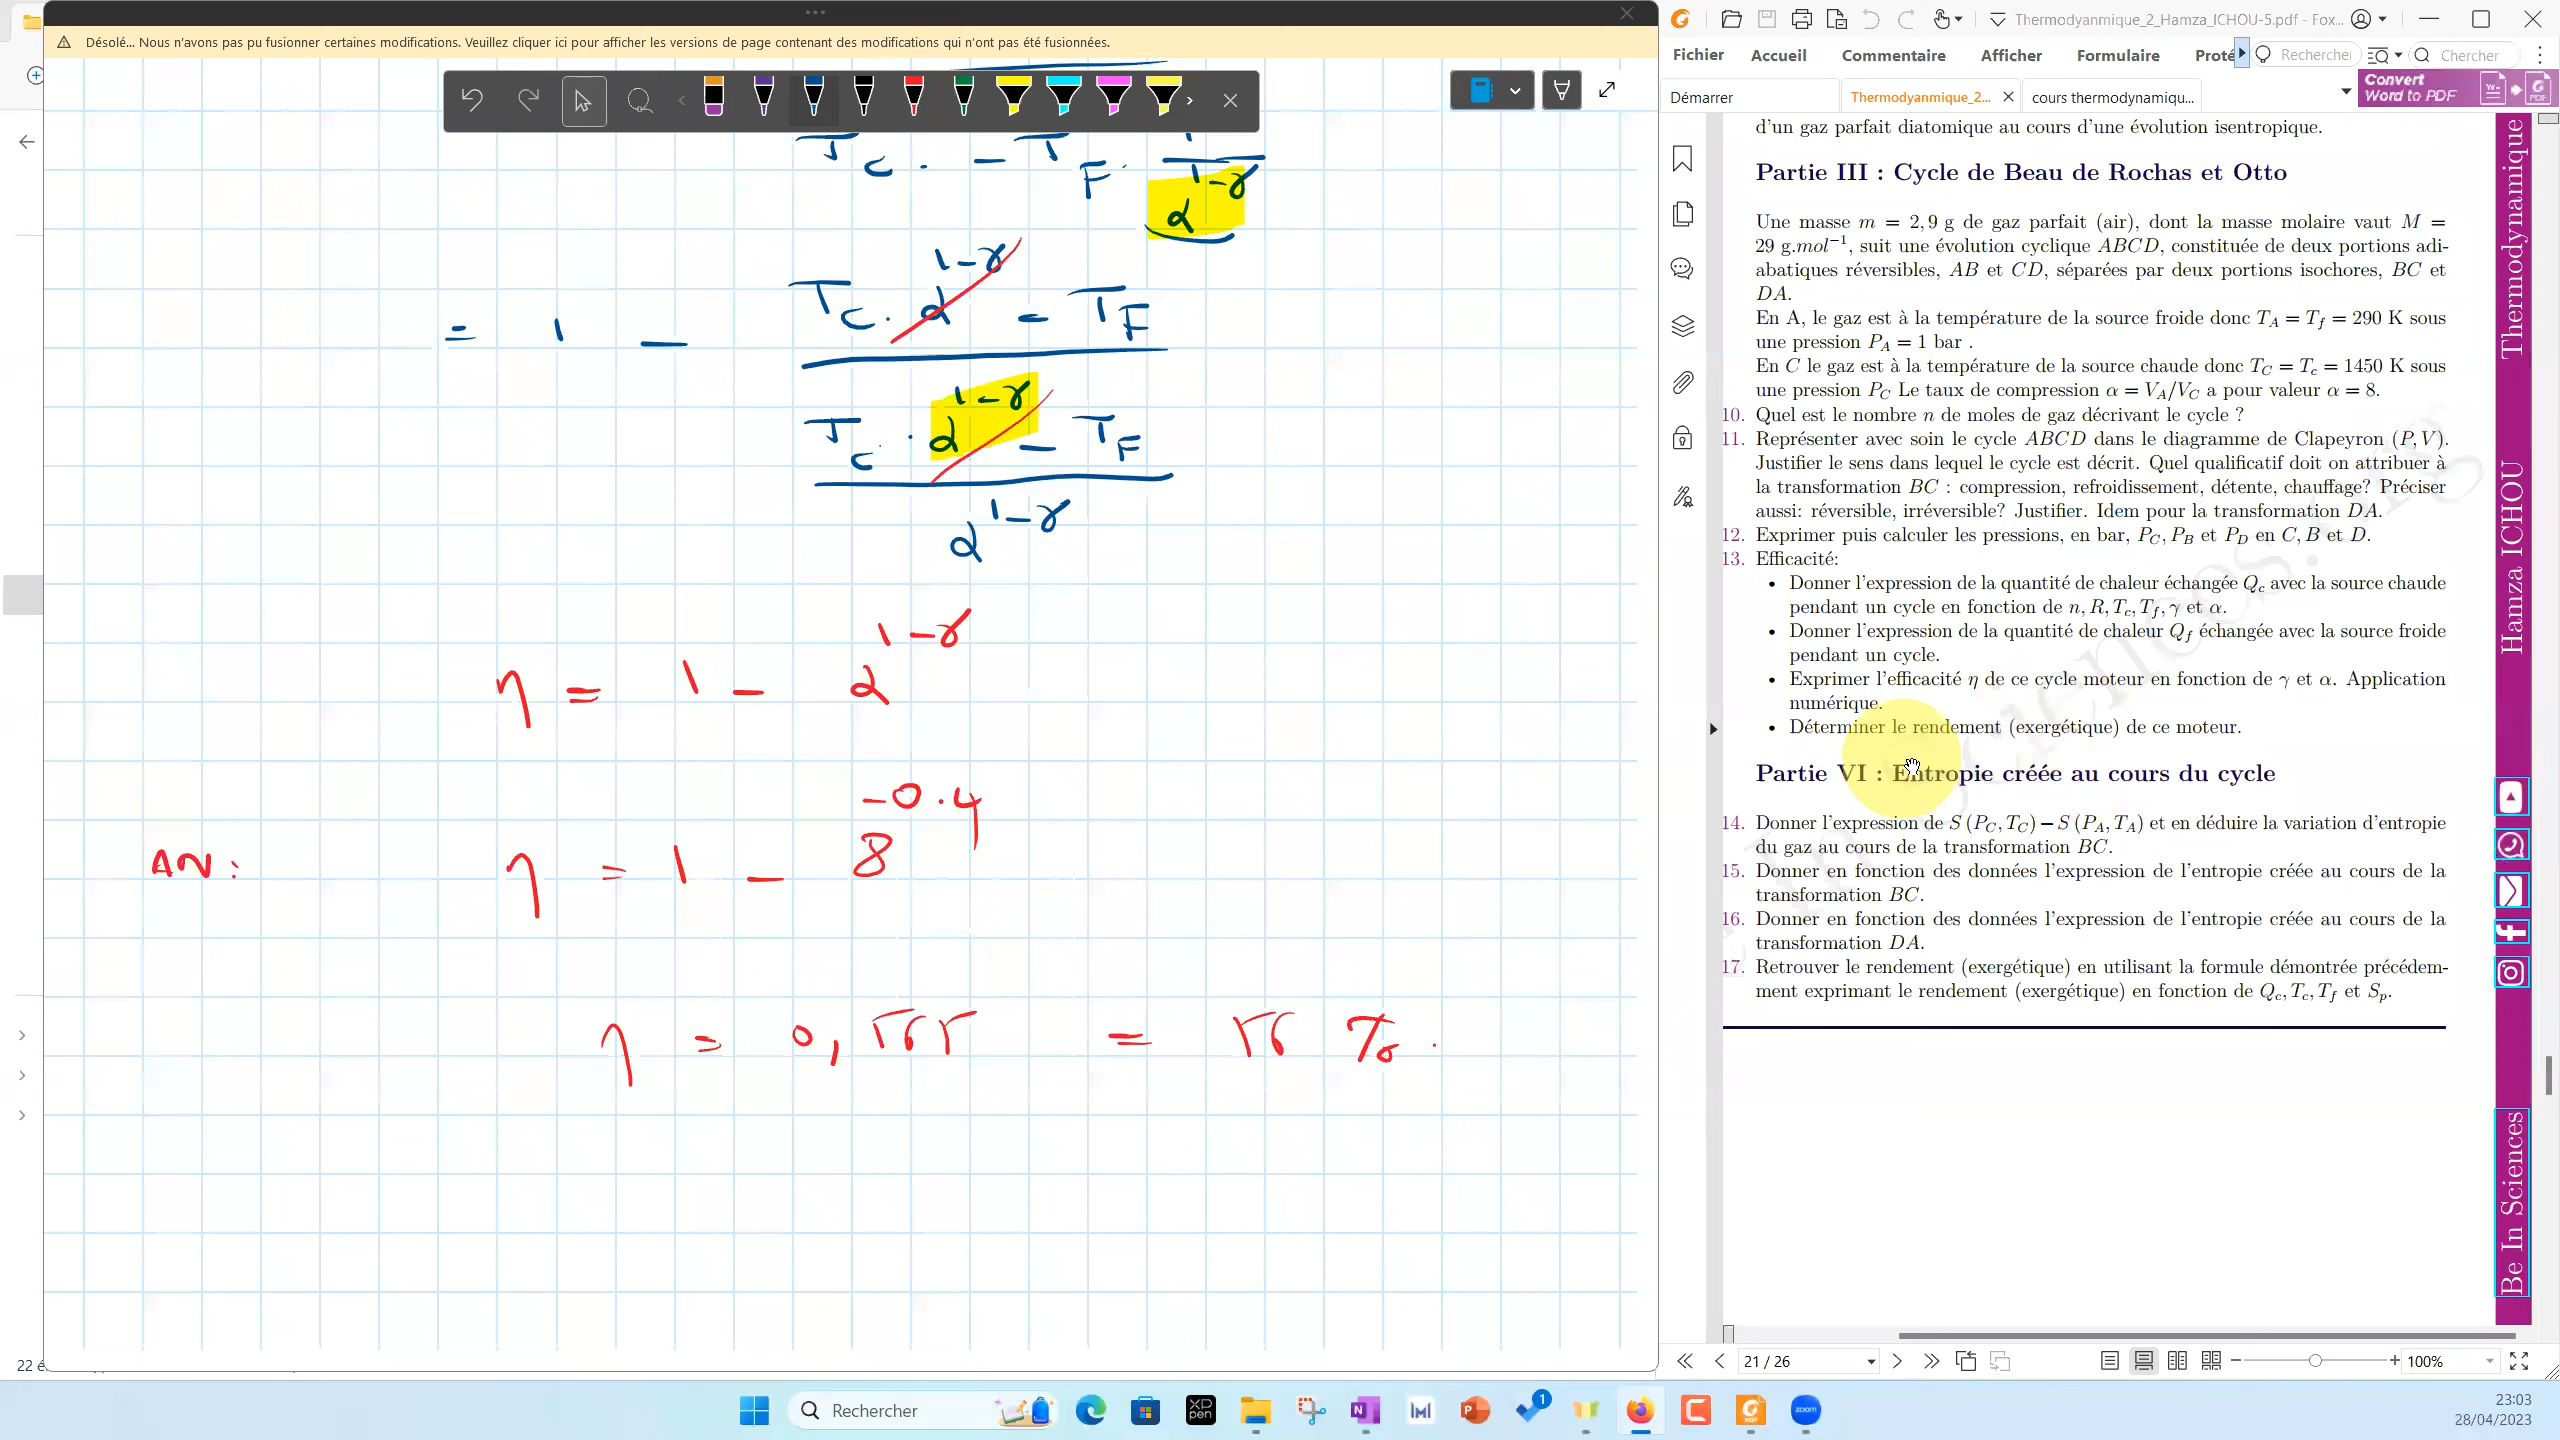 Désolé... Nous n'avons pas pu fusionner certaines modifications. Veuillez cliquer ici pour afficher les versions de page contenant des modifications qui n'ont pas été fusionnées.
T_C . - T_F . 1 / α^{1-γ}
= 1 - (T_C . α^{1-γ} - T_F) / ((T_C . α^{1-γ} - T_F) / α^{1-γ})
η = 1 - α^{1-γ}
AN : η = 1 - 8^{-0.4}
η = 0,565 = 56 %.
22 é
Thermodyanmique_2_Hamza_ICHOU-5.pdf - Fox...
Fichier Accueil Commentaire Afficher Formulaire Proté Rechercher Chercher
Démarrer Thermodyanmique_2... cours thermodynamiqu...
Convert
Word to PDF
d'un gaz parfait diatomique au cours d'une évolution isentropique.
Partie III : Cycle de Beau de Rochas et Otto
Une masse m = 2,9 g de gaz parfait (air), dont la masse molaire vaut M =
29 g.mol⁻¹, suit une évolution cyclique ABCD, constituée de deux portions adi-
abatiques réversibles, AB et CD, séparées par deux portions isochores, BC et
DA.
En A, le gaz est à la température de la source froide donc T_A = T_f = 290 K sous
une pression P_A = 1 bar .
En C le gaz est à la température de la source chaude donc T_C = T_c = 1450 K sous
une pression P_C Le taux de compression α = V_A/V_C a pour valeur α = 8.
10. Quel est le nombre n de moles de gaz décrivant le cycle ?
11. Représenter avec soin le cycle ABCD dans le diagramme de Clapeyron (P, V).
Justifier le sens dans lequel le cycle est décrit. Quel qualificatif doit on attribuer à
la transformation BC : compression, refroidissement, détente, chauffage? Préciser
aussi: réversible, irréversible? Justifier. Idem pour la transformation DA.
12. Exprimer puis calculer les pressions, en bar, P_C, P_B et P_D en C, B et D.
13. Efficacité:
• Donner l'expression de la quantité de chaleur échangée Q_c avec la source chaude
pendant un cycle en fonction de n, R, T_c, T_f, γ et α.
• Donner l'expression de la quantité de chaleur Q_f échangée avec la source froide
pendant un cycle.
• Exprimer l'efficacité η de ce cycle moteur en fonction de γ et α. Application
numérique.
• Déterminer le rendement (exergétique) de ce moteur.
Partie VI : Entropie créée au cours du cycle
14. Donner l'expression de S (P_C, T_C) − S (P_A, T_A) et en déduire la variation d'entropie
du gaz au cours de la transformation BC.
15. Donner en fonction des données l'expression de l'entropie créée au cours de la
transformation BC.
16. Donner en fonction des données l'expression de l'entropie créée au cours de la
transformation DA.
17. Retrouver le rendement (exergétique) en utilisant la formule démontrée précédem-
ment exprimant le rendement (exergétique) en fonction de Q_c, T_c, T_f et S_p.
Thermodynamique
Hamza ICHOU
Be In Sciences
21 / 26
100%
Rechercher
23:03
28/04/2023